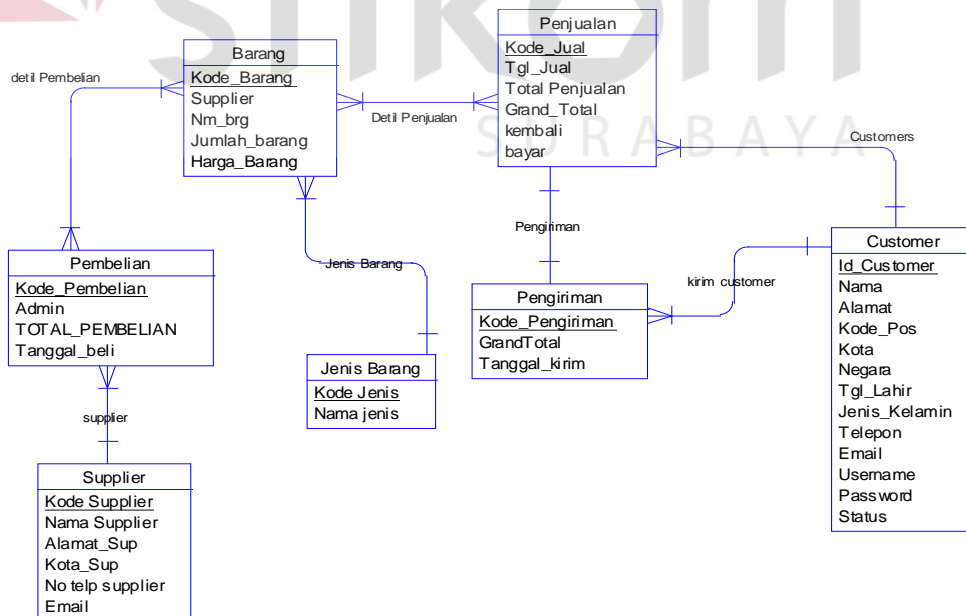 stikom
SURABAYA
Penjualan
Kode_Jual
Tgl_Jual
Total Penjualan
Grand_Total
kembali
bayar
Barang
Kode_Barang
Supplier
Nm_brg
Jumlah_barang
Harga_Barang
detil Pembelian
Detil Penjualan
Customers
Pembelian
Kode_Pembelian
Admin
TOTAL_PEMBELIAN
Tanggal_beli
Jenis Barang
Pengiriman
kirim customer
Customer
Id_Customer
Nama
Alamat
Kode_Pos
Kota
Negara
Tgl_Lahir
Jenis_Kelamin
Telepon
Email
Username
Password
Status
Pengiriman
Kode_Pengiriman
GrandTotal
Tanggal_kirim
Jenis Barang
Kode Jenis
Nama jenis
supplier
Supplier
Kode Supplier
Nama Supplier
Alamat_Sup
Kota_Sup
No telp supplier
Email